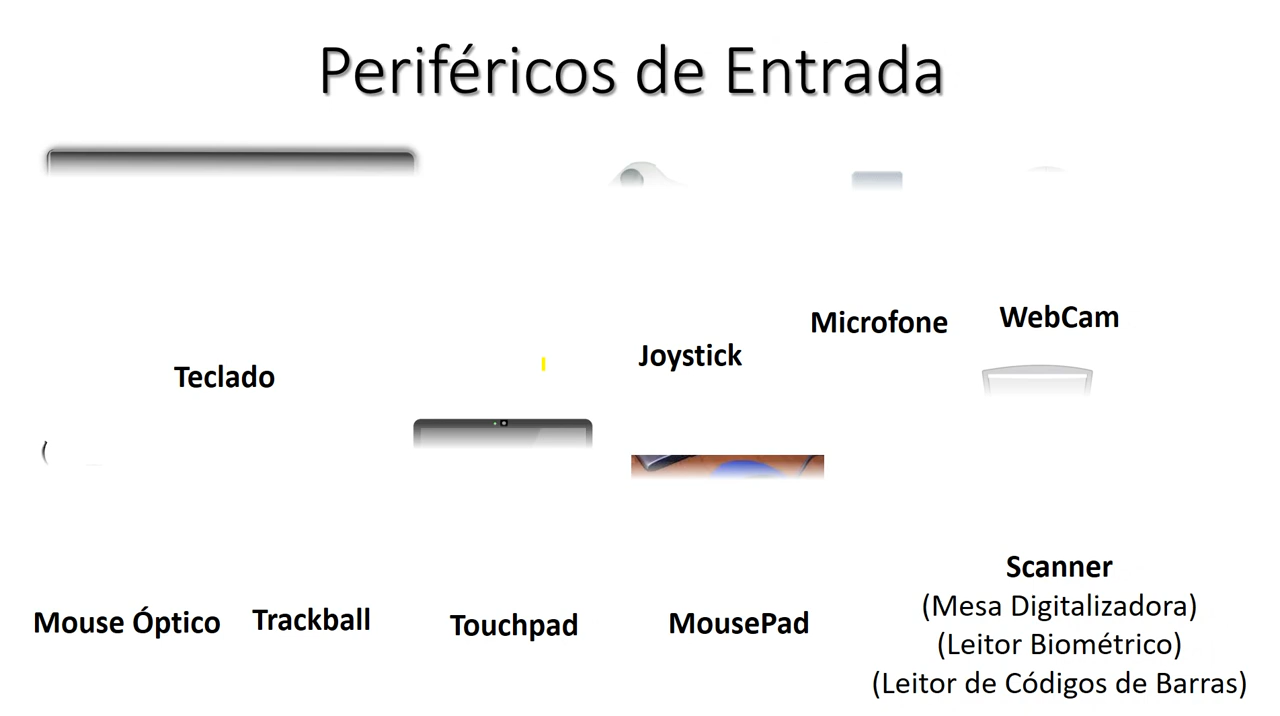 Periféricos de Entrada
Microfone
WebCam
Joystick
Teclado
Scanner
(Mesa Digitalizadora)
(Leitor Biométrico)
(Leitor de Códigos de Barras)
Mouse Óptico
Trackball
Touchpad
MousePad